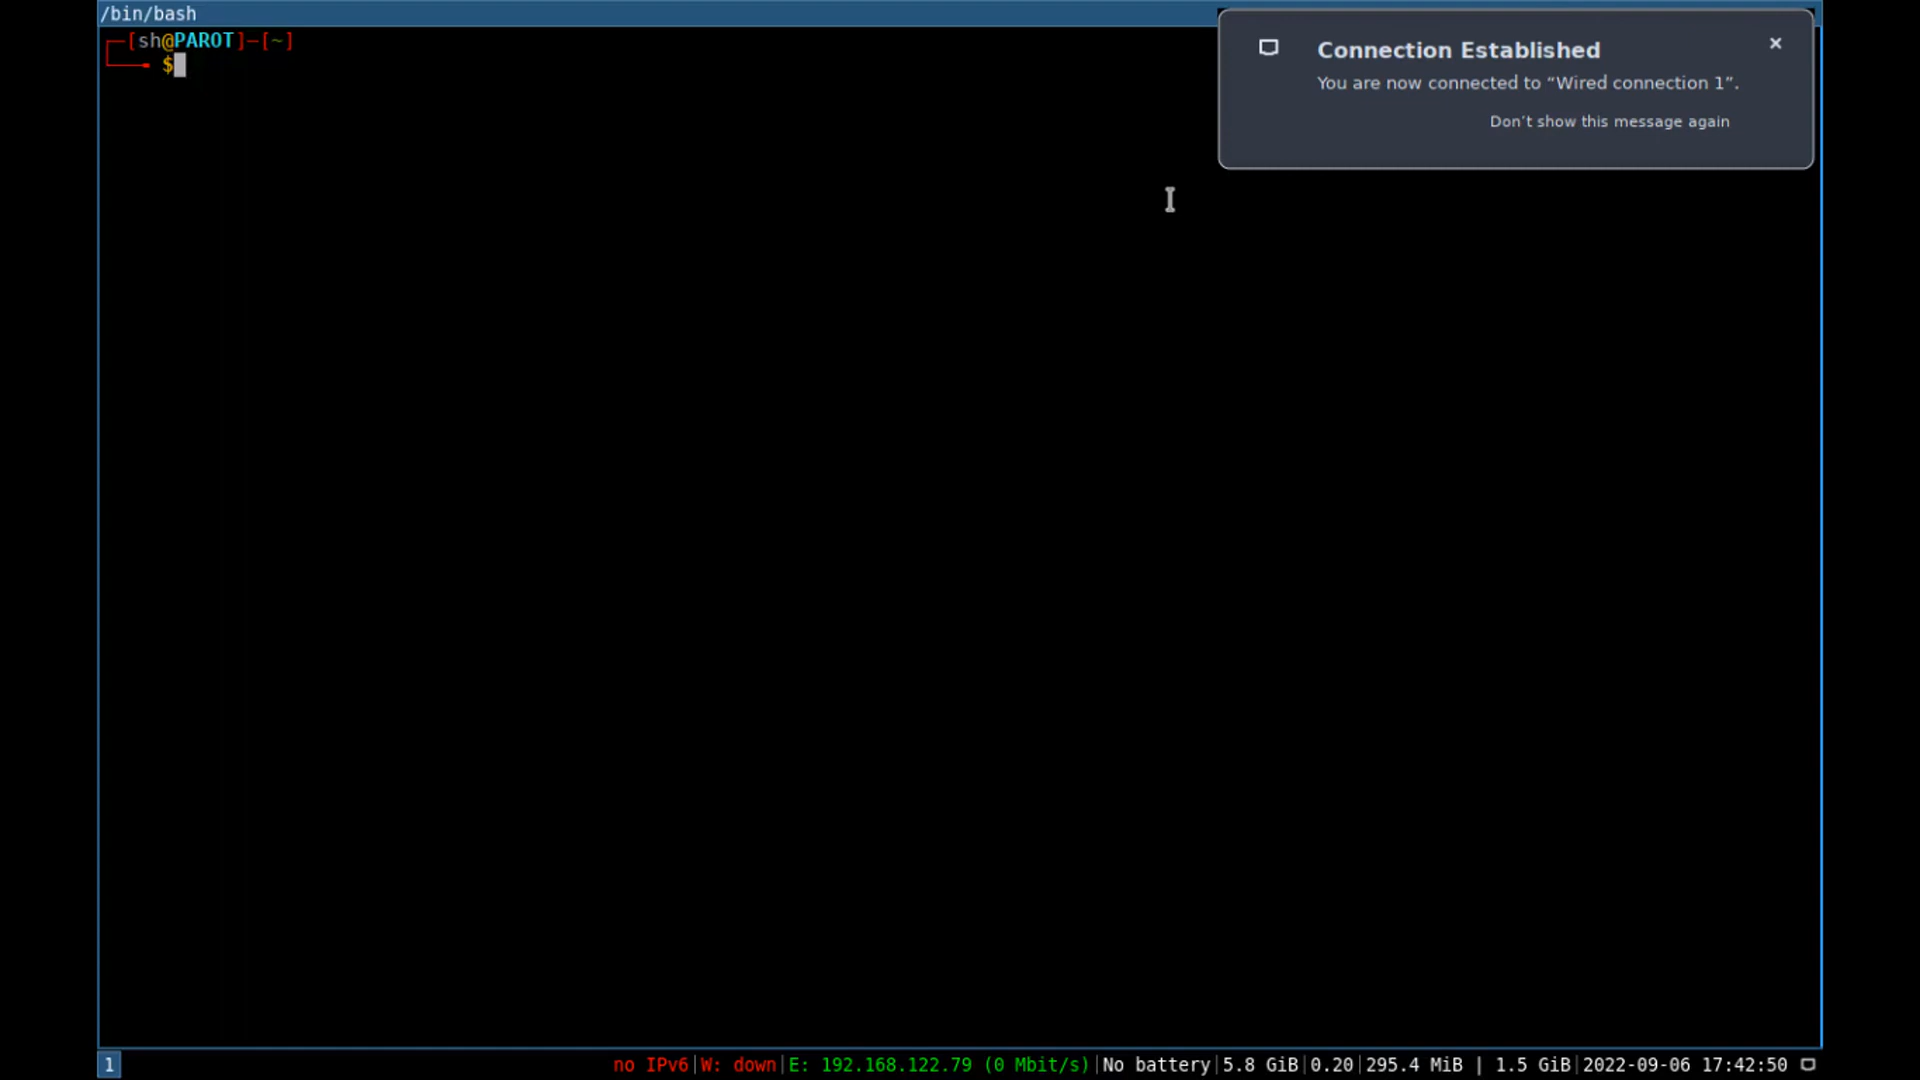 /bin/bash
[sh@PAROT]-[~]
$
Connection Established
You are now connected to “Wired connection 1”.
Don’t show this message again
1
no IPv6|W: down|E: 192.168.122.79 (0 Mbit/s)|No battery|5.8 GiB|0.20|295.4 MiB | 1.5 GiB|2022-09-06 17:42:50